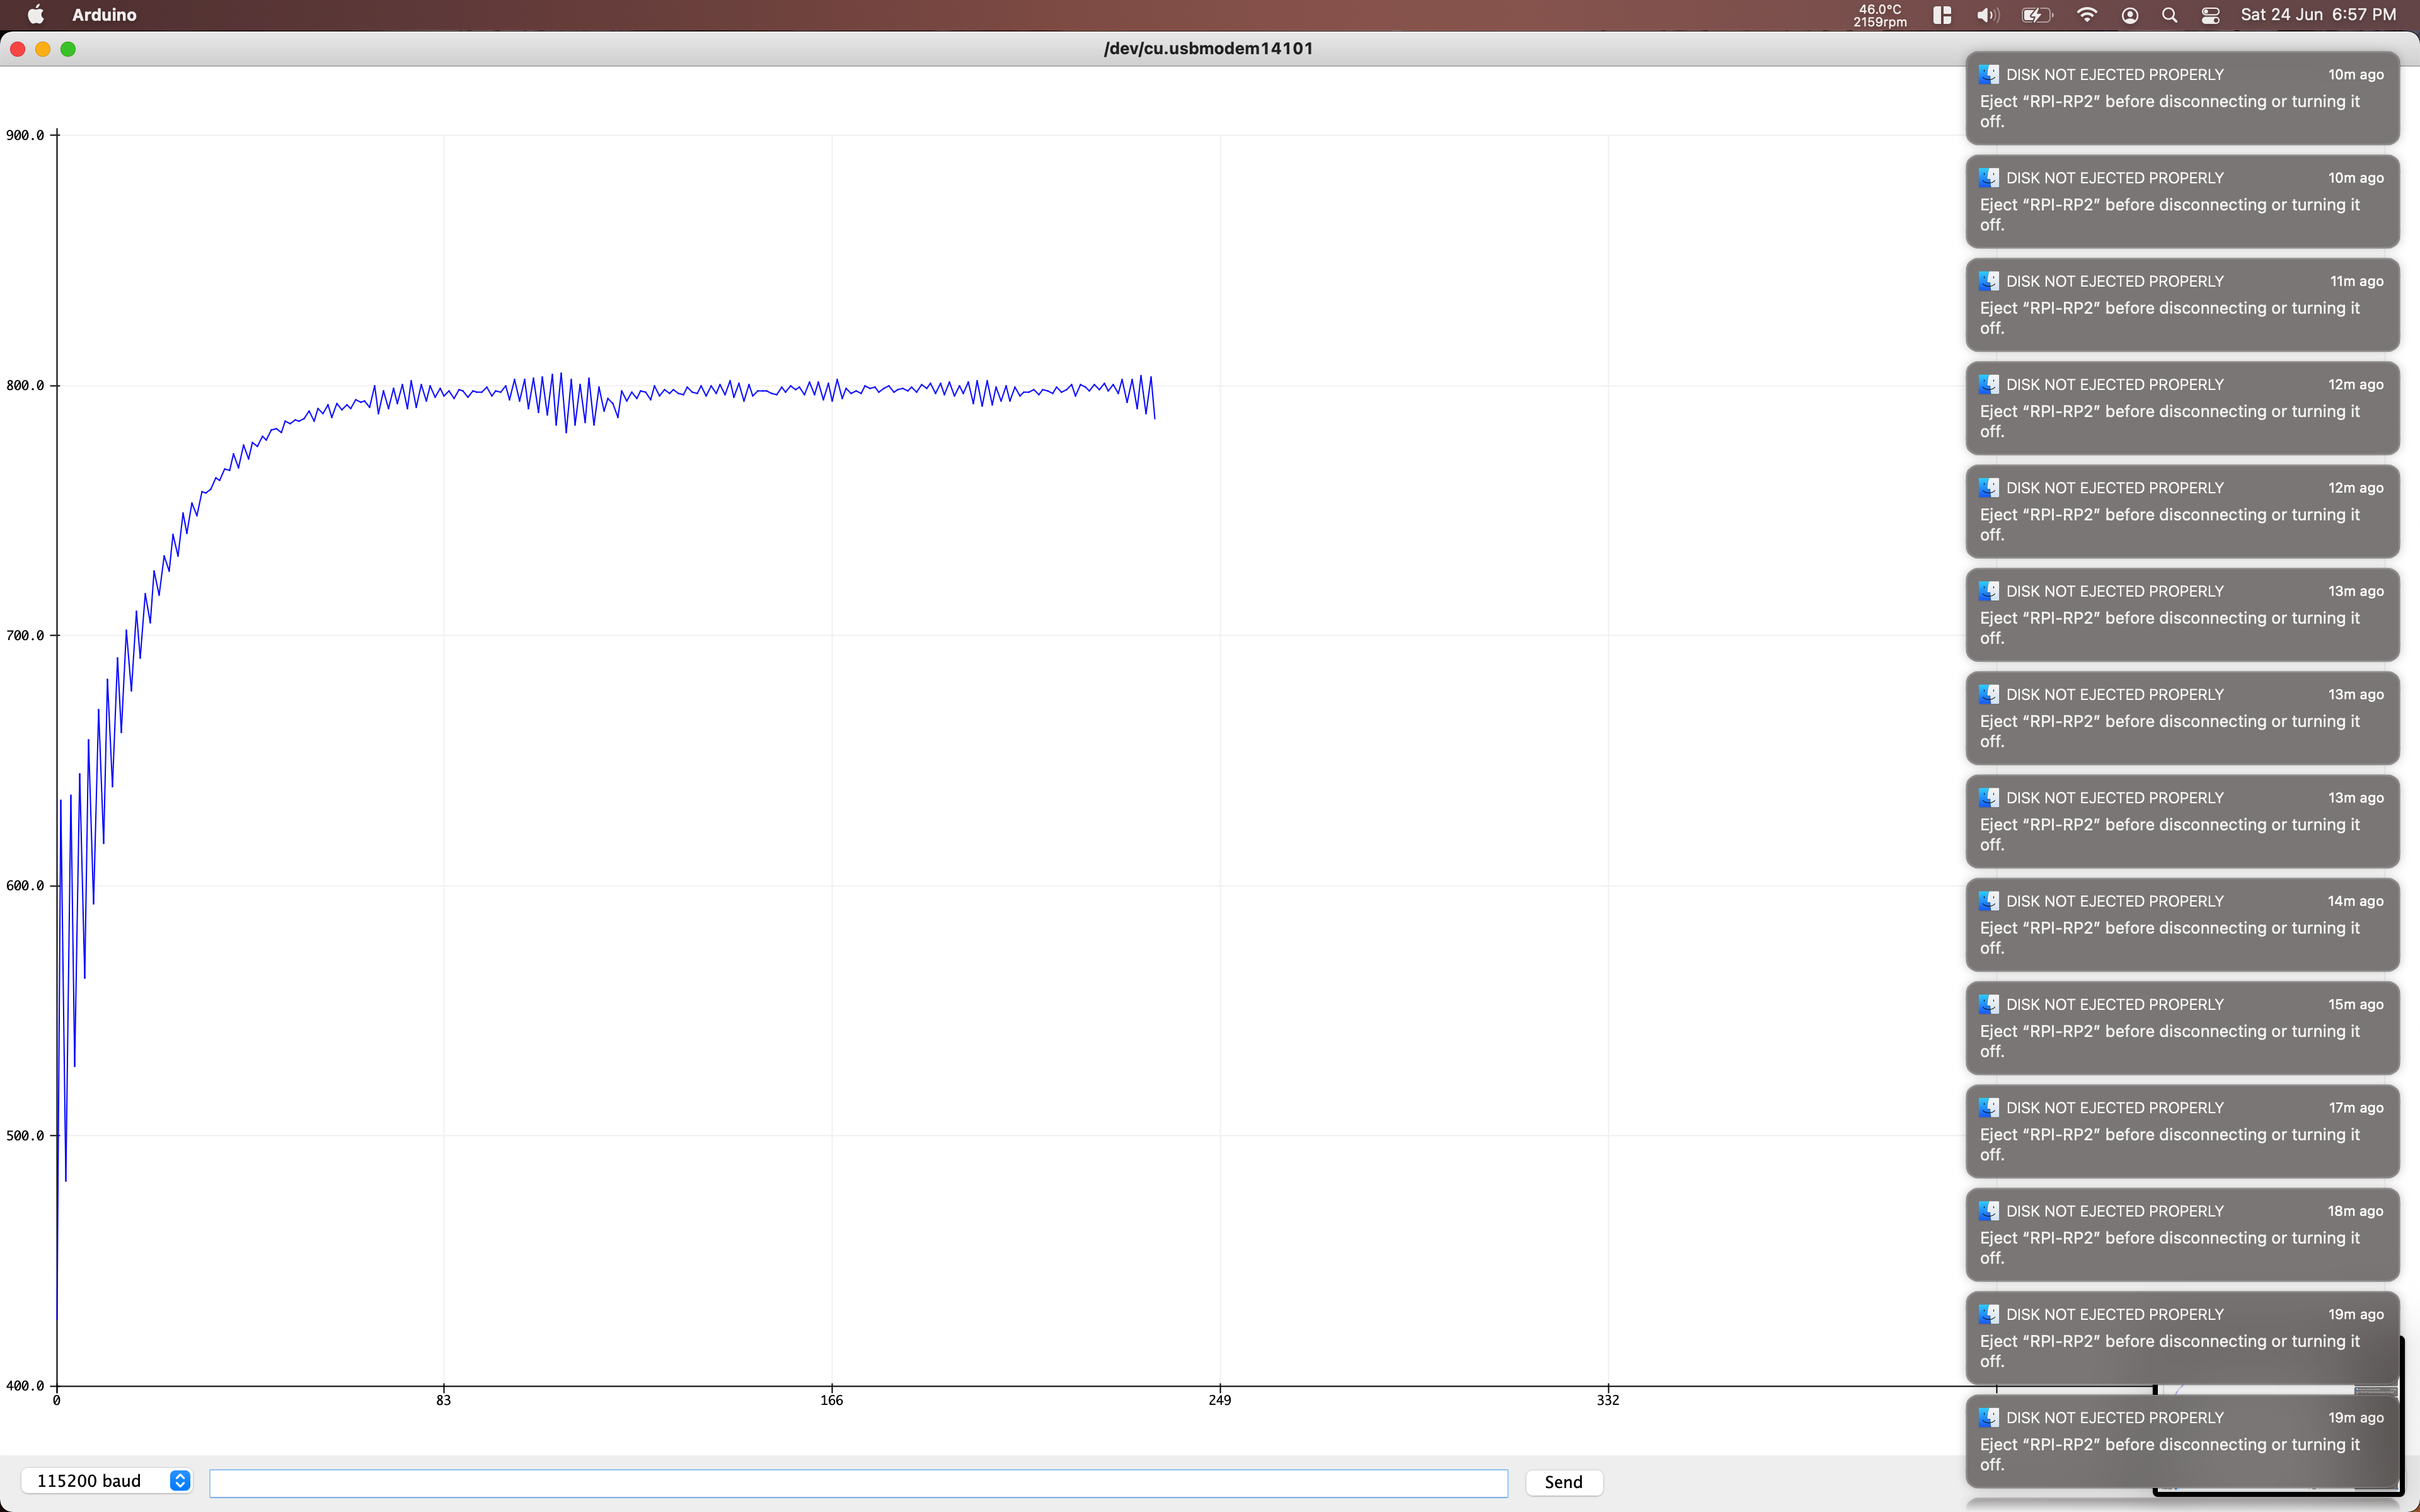 Arduino
46.0°C
2159rpm
Sat 24 Jun 6:57 PM
/dev/cu.usbmodem14101
900.0
800.0
700.0
600.0
500.0
400.0
0
83
166
249
332
115200 baud
Send
DISK NOT EJECTED PROPERLY
10m ago
Eject “RPI-RP2” before disconnecting or turning it
off.
DISK NOT EJECTED PROPERLY
10m ago
Eject “RPI-RP2” before disconnecting or turning it
off.
DISK NOT EJECTED PROPERLY
11m ago
Eject “RPI-RP2” before disconnecting or turning it
off.
DISK NOT EJECTED PROPERLY
12m ago
Eject “RPI-RP2” before disconnecting or turning it
off.
DISK NOT EJECTED PROPERLY
12m ago
Eject “RPI-RP2” before disconnecting or turning it
off.
DISK NOT EJECTED PROPERLY
13m ago
Eject “RPI-RP2” before disconnecting or turning it
off.
DISK NOT EJECTED PROPERLY
13m ago
Eject “RPI-RP2” before disconnecting or turning it
off.
DISK NOT EJECTED PROPERLY
13m ago
Eject “RPI-RP2” before disconnecting or turning it
off.
DISK NOT EJECTED PROPERLY
14m ago
Eject “RPI-RP2” before disconnecting or turning it
off.
DISK NOT EJECTED PROPERLY
15m ago
Eject “RPI-RP2” before disconnecting or turning it
off.
DISK NOT EJECTED PROPERLY
17m ago
Eject “RPI-RP2” before disconnecting or turning it
off.
DISK NOT EJECTED PROPERLY
18m ago
Eject “RPI-RP2” before disconnecting or turning it
off.
DISK NOT EJECTED PROPERLY
19m ago
Eject “RPI-RP2” before disconnecting or turning it
off.
DISK NOT EJECTED PROPERLY
19m ago
Eject “RPI-RP2” before disconnecting or turning it
off.